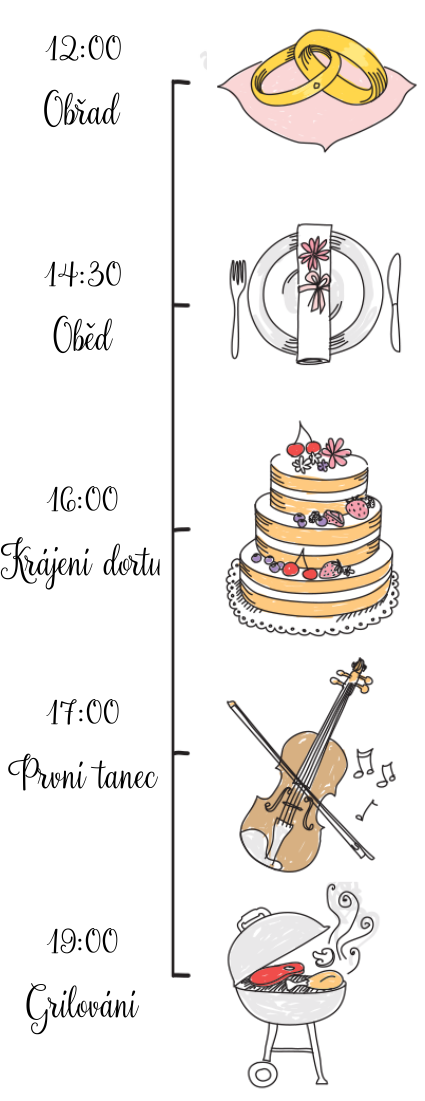 12:00
Obřad
14:30
Oběd
16:00
Krájení dortu
17:00
První tanec
19:00
Grilování